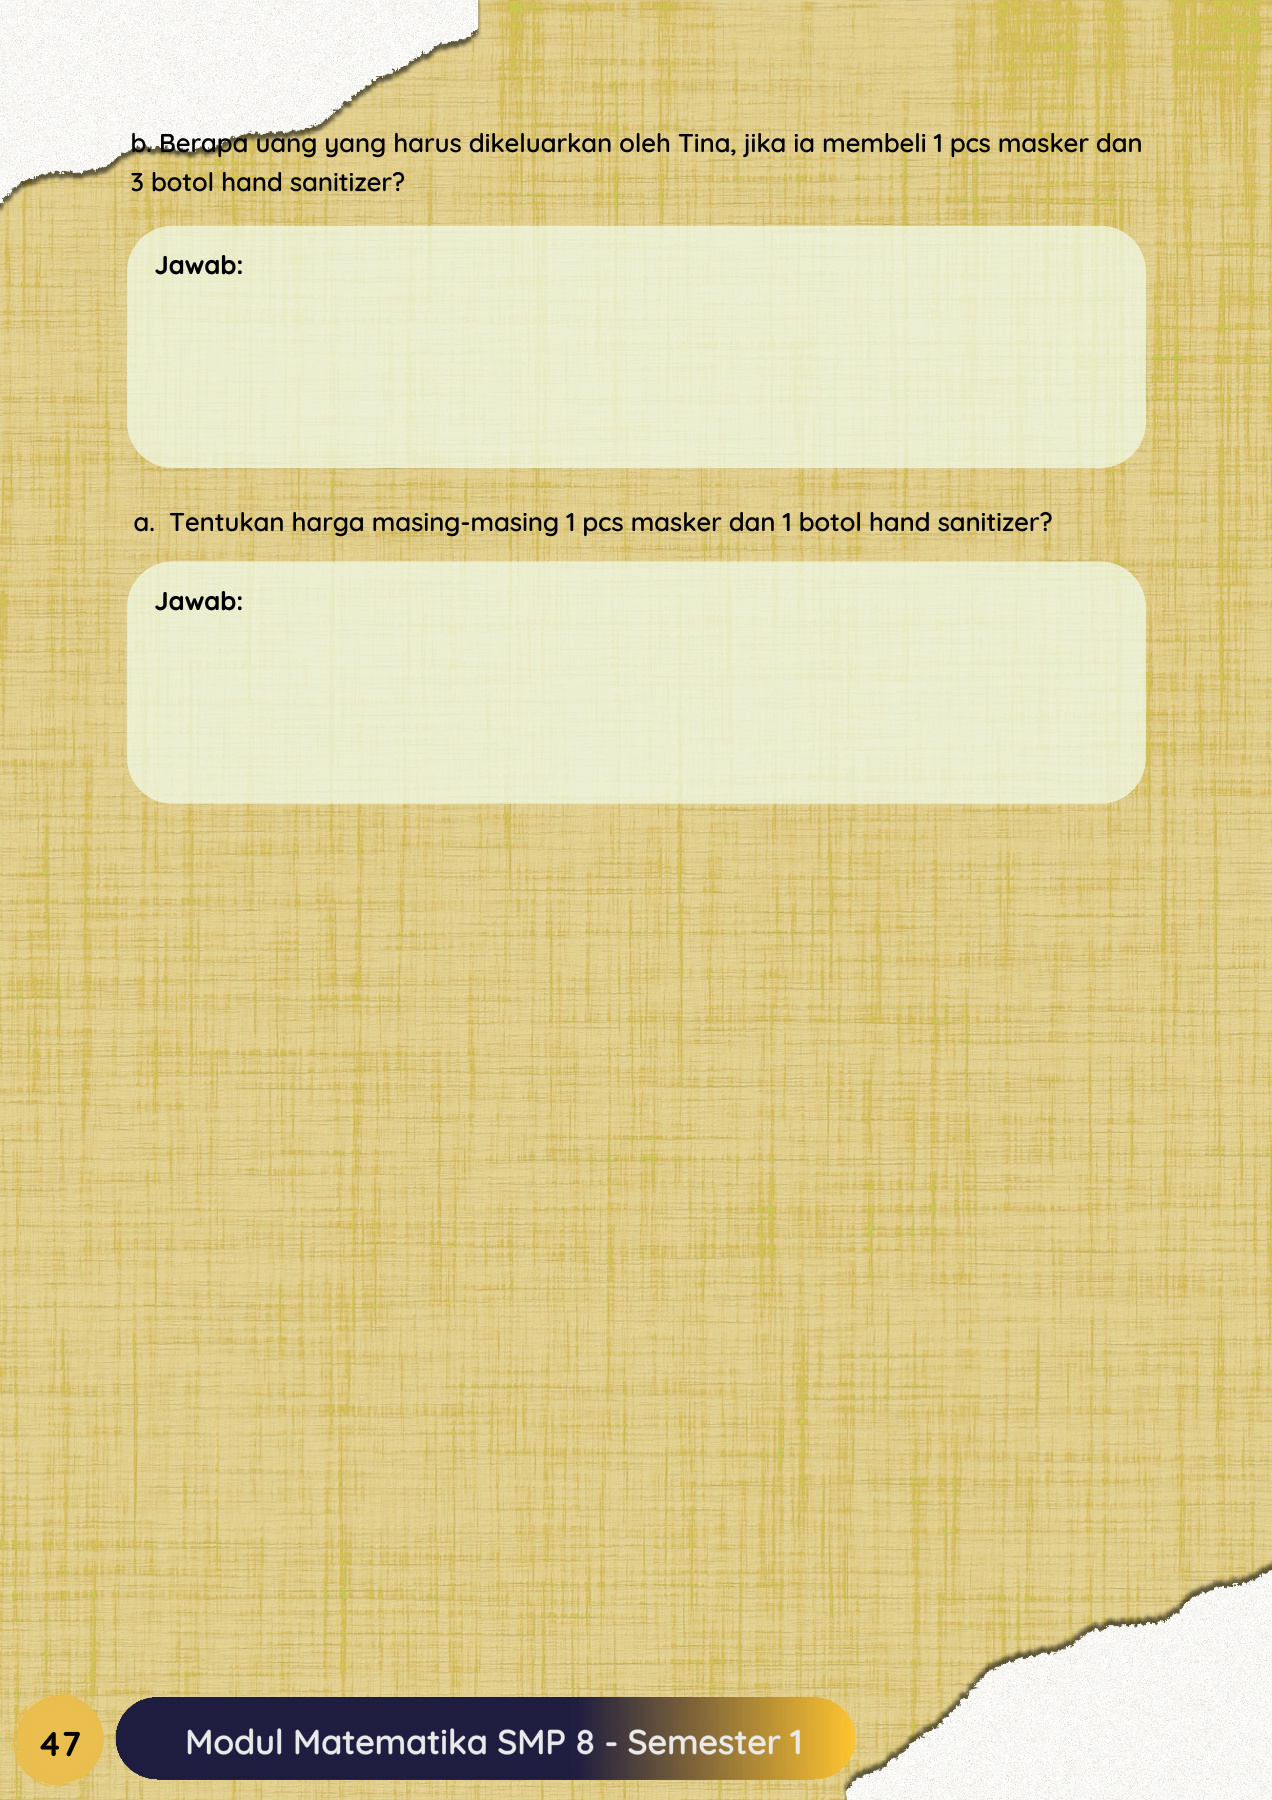 b. Berapa uang yang harus dikeluarkan oleh Tina, jika ia membeli 1 pcs masker dan
3 botol hand sanitizer?
Jawab:
a. Tentukan harga masing-masing 1 pcs masker dan 1 botol hand sanitizer?
Jawab:
47
Modul Matematika SMP 8 - Semester 1